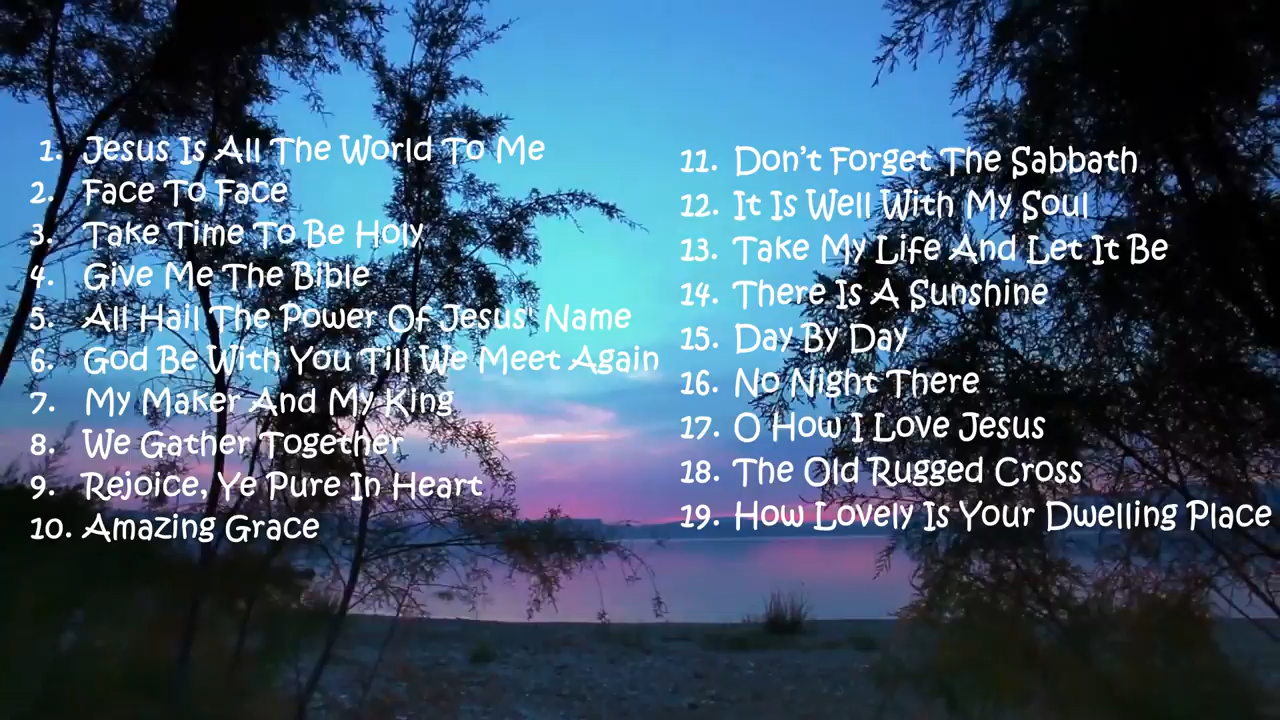 1. Jesus Is All The World To Me
2. Face To Face
3. Take Time To Be Holy
4. Give Me The Bible
5. All Hail The Power Of Jesus' Name
6. God Be With You Till We Meet Again
7. My Maker And My King
8. We Gather Together
9. Rejoice, Ye Pure In Heart
10. Amazing Grace
11. Don't Forget The Sabbath
12. It Is Well With My Soul
13. Take My Life And Let It Be
14. There Is A Sunshine
15. Day By Day
16. No Night There
17. O How I Love Jesus
18. The Old Rugged Cross
19. How Lovely Is Your Dwelling Place